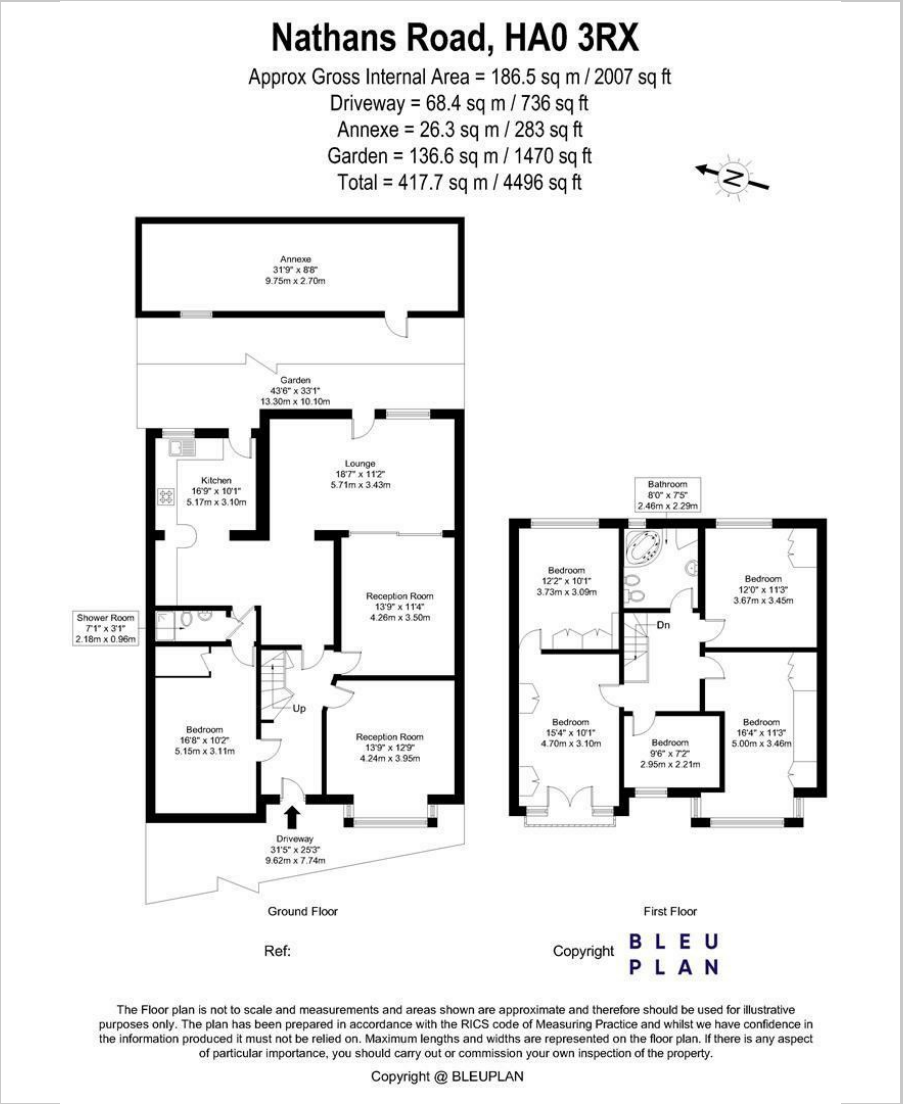 Nathans Road, HA0 3RX
Approx Gross Internal Area = 186.5 sq m / 2007 sq ft
Driveway = 68.4 sq m / 736 sq ft
Annexe = 26.3 sq m / 283 sq ft
Garden = 136.6 sq m / 1470 sq ft
Total = 417.7 sq m / 4496 sq ft
N
Annexe
31'9" x 8'8"
9.75m x 2.70m
Garden
43'6" x 33'1"
13.30m x 10.10m
Lounge
18'7" x 11'2"
5.71m x 3.43m
Kitchen
16'9" x 10'1"
5.17m x 3.10m
Reception Room
13'9" x 11'4"
4.26m x 3.50m
Shower Room
7'1" x 3'1"
2.18m x 0.96m
Up
Bedroom
16'8" x 10'2"
5.15m x 3.11m
Reception Room
13'9" x 12'9"
4.24m x 3.95m
Driveway
31'5" x 25'3"
9.62m x 7.74m
Ground Floor
Bathroom
8'0" x 7'5"
2.46m x 2.29m
Bedroom
12'2" x 10'1"
3.73m x 3.09m
Bedroom
12'0" x 11'3"
3.67m x 3.45m
Dn
Bedroom
15'4" x 10'1"
4.70m x 3.10m
Bedroom
9'6" x 7'2"
2.95m x 2.21m
Bedroom
16'4" x 11'3"
5.00m x 3.46m
First Floor
Ref:
Copyright
BLEU
PLAN
The Floor plan is not to scale and measurements and areas shown are approximate and therefore should be used for illustrative
purposes only. The plan has been prepared in accordance with the RICS code of Measuring Practice and whilst we have confidence in
the information produced it must not be relied on. Maximum lengths and widths are represented on the floor plan. If there is any aspect
of particular importance, you should carry out or commission your own inspection of the property.
Copyright @ BLEUPLAN